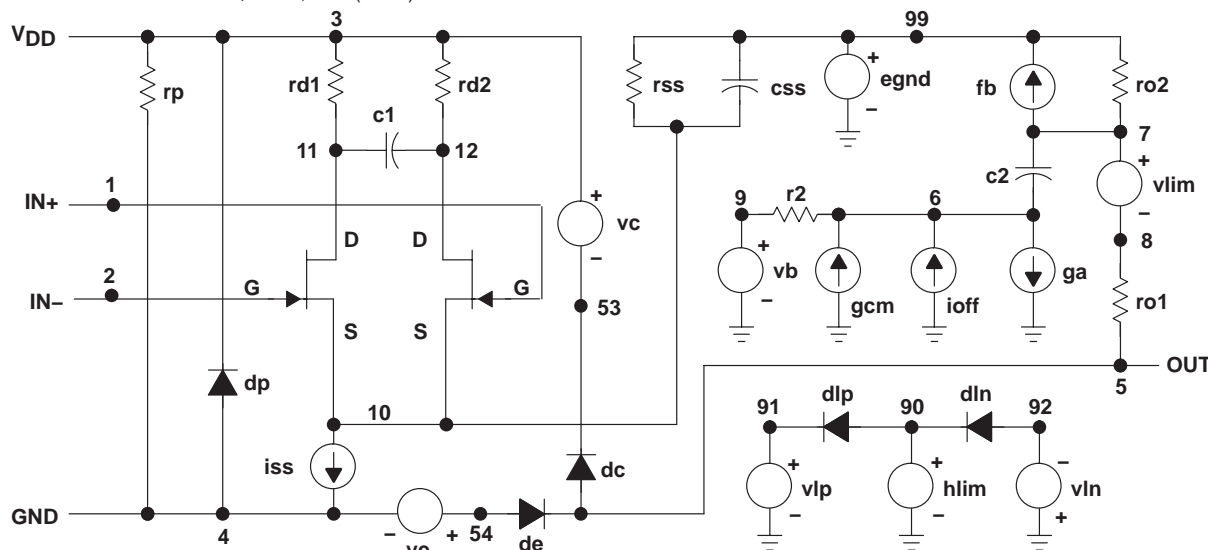 3
99
VDD
rp
rd1
rd2
c1
11
12
rss
css
egnd
fb
ro2
7
c2
vlim
8
IN+
1
IN−
2
D
D
G
G
S
S
vc
53
9
r2
6
vb
gcm
ioff
ga
ro1
OUT
5
dp
10
iss
dc
91
dlp
90
dln
92
vlp
hlim
vln
GND
4
54
de